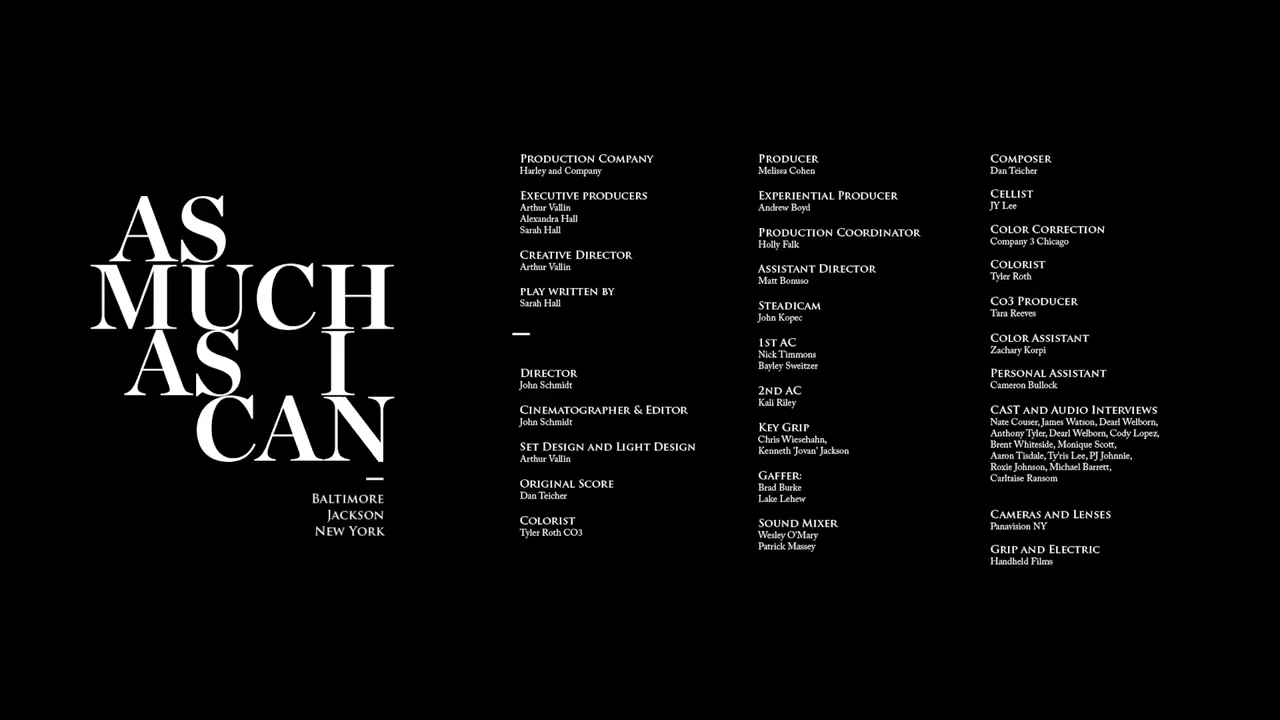 AS
MUCH
AS I
CAN
Baltimore
Jackson
New York
Production Company
Harley and Company
Executive producers
Arthur Vallin
Alexandra Hall
Sarah Hall
Creative Director
Arthur Vallin
play written by
Sarah Hall
Director
John Schmidt
Cinematographer & Editor
John Schmidt
Set Design and Light Design
Arthur Vallin
Original Score
Dan Teicher
Colorist
Tyler Roth CO3
Producer
Melissa Cohen
Experiential Producer
Andrew Boyd
Production Coordinator
Holly Falk
Assistant Director
Matt Bonuso
Steadicam
John Kopec
1st AC
Nick Timmons
Bayley Sweitzer
2nd AC
Kali Riley
Key Grip
Chris Wiesehahn,
Kenneth 'Jovan' Jackson
Gaffer:
Brad Burke
Lake Lehew
Sound Mixer
Wesley O'Mary
Patrick Massey
Composer
Dan Teicher
Cellist
JY Lee
Color Correction
Company 3 Chicago
Colorist
Tyler Roth
Co3 Producer
Tara Reeves
Color Assistant
Zachary Korpi
Personal Assistant
Cameron Bullock
CAST and Audio Interviews
Nate Couser, James Watson, Dearl Welborn,
Anthony Tyler, Dearl Welborn, Cody Lopez,
Brent Whiteside, Monique Scott,
Aaron Tisdale, Ty'ris Lee, PJ Johnnie,
Roxie Johnson, Michael Barrett,
Carltaise Ransom
Cameras and Lenses
Panavision NY
Grip and Electric
Handheld Films